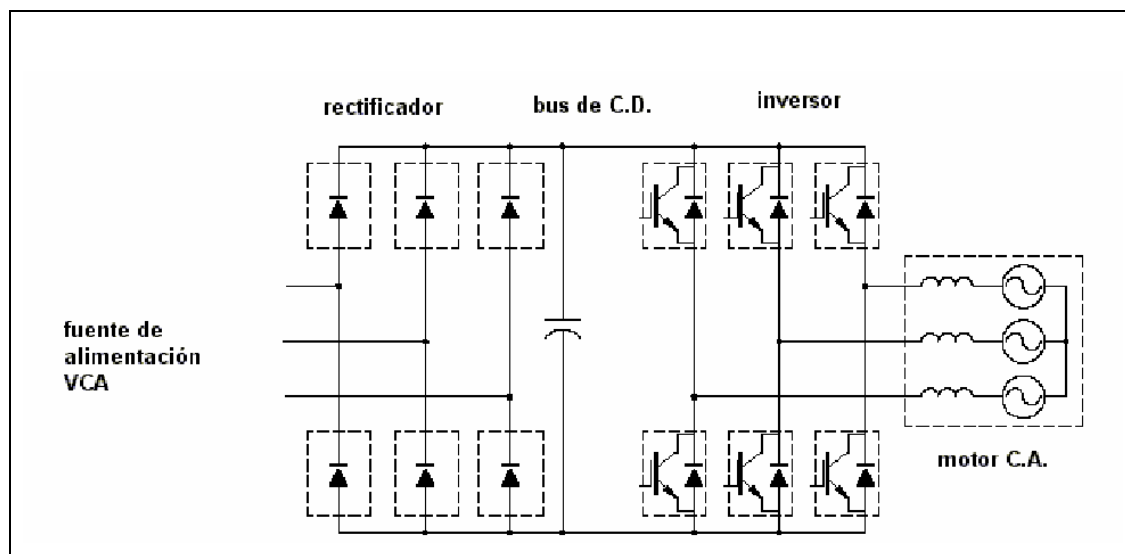 rectificador
bus de C.D.
inversor
fuente de
alimentación
VCA
motor C.A.